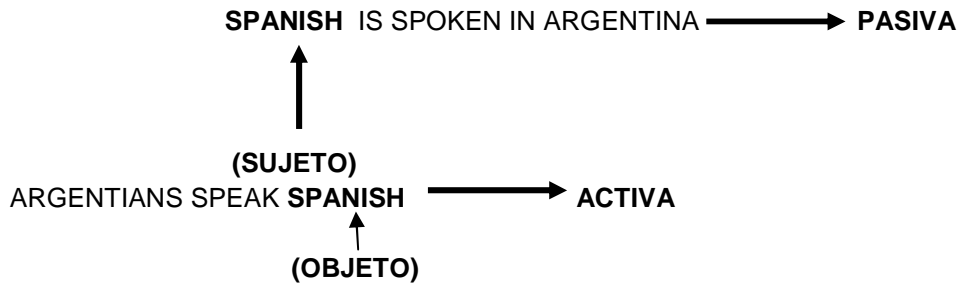 SPANISH IS SPOKEN IN ARGENTINA PASIVA
(SUJETO)
ARGENTIANS SPEAK SPANISH ACTIVA
(OBJETO)